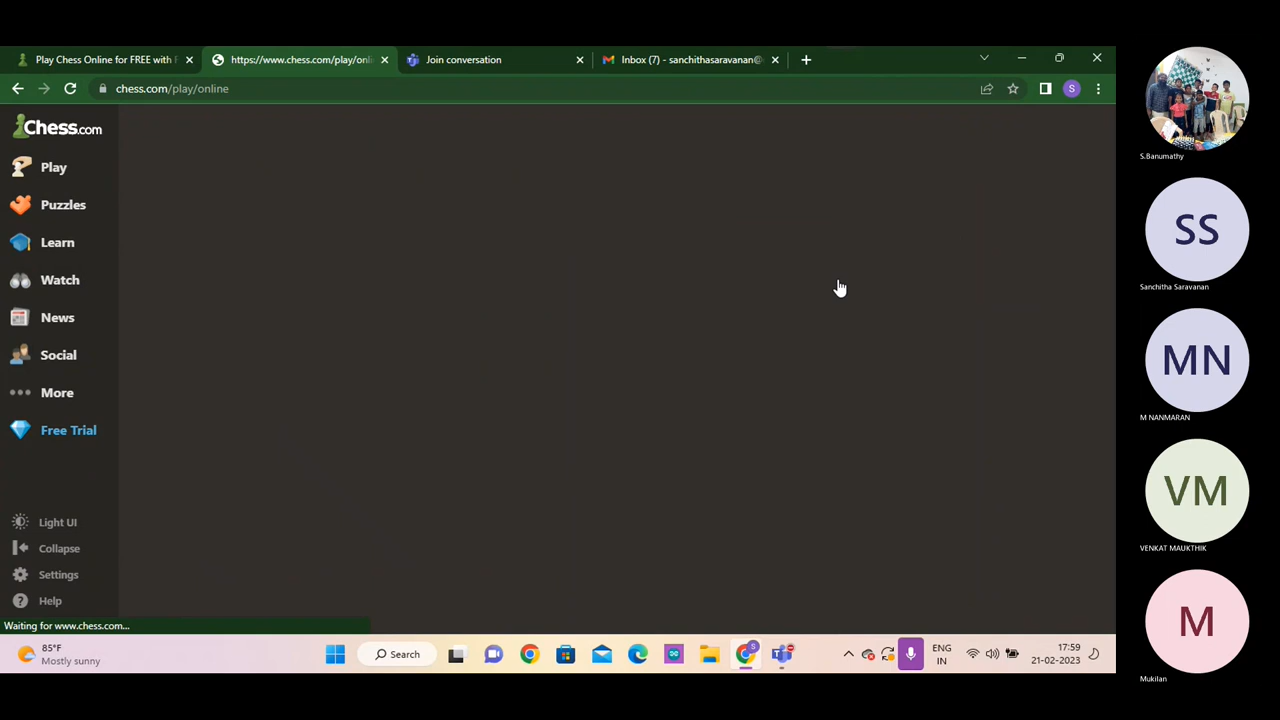 Play Chess Online for FREE with F
https://www.chess.com/play/onli
Join conversation
Inbox (7) - sanchithasaravanan@
chess.com/play/online
S
Chess.com
Play
Puzzles
Learn
Watch
News
Social
More
Free Trial
Light UI
Collapse
Settings
Help
Waiting for www.chess.com...
85°F
Mostly sunny
Search
S
ENG
IN
17:59
21-02-2023
S.Banumathy
SS
Sanchitha Saravanan
MN
M NANMARAN
VM
VENKAT MAUKTHIK
M
Mukilan